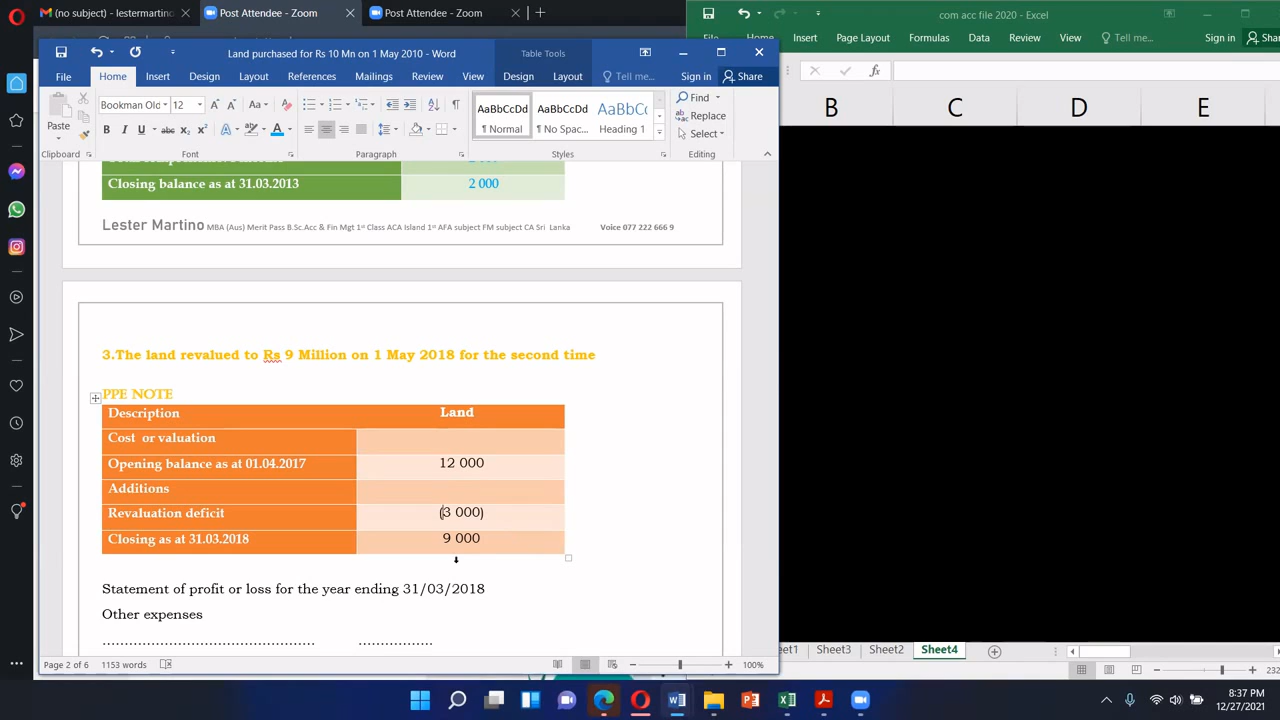 (no subject) - lestermartino
Post Attendee - Zoom
Post Attendee - Zoom
com acc file 2020 - Excel
Land purchased for Rs 10 Mn on 1 May 2010 - Word
Table Tools
File Home Insert Page Layout Formulas Data Review View Tell me... Sign in Shar
File Home Insert Design Layout References Mailings Review View Design Layout Tell me... Sign in Share
Bookman Old 12
Paste
AaBbCcDd AaBbCcDd AaBbC
¶ Normal ¶ No Spac... Heading 1
Find
Replace
Select
Clipboard Font Paragraph Styles Editing
B C D E
Closing balance as at 31.03.2013 2 000
Lester Martino MBA (Aus) Merit Pass B.Sc.Acc & Fin Mgt 1st Class ACA Island 1st AFA subject FM subject CA Sri Lanka Voice 077 222 666 9
3.The land revalued to Rs 9 Million on 1 May 2018 for the second time
PPE NOTE
Description Land
Cost or valuation
Opening balance as at 01.04.2017 12 000
Additions
Revaluation deficit (3 000)
Closing as at 31.03.2018 9 000
Statement of profit or loss for the year ending 31/03/2018
Other expenses
................................................ .................
Page 2 of 6 1153 words 100%
Sheet3 Sheet2 Sheet4
232
8:37 PM
12/27/2021